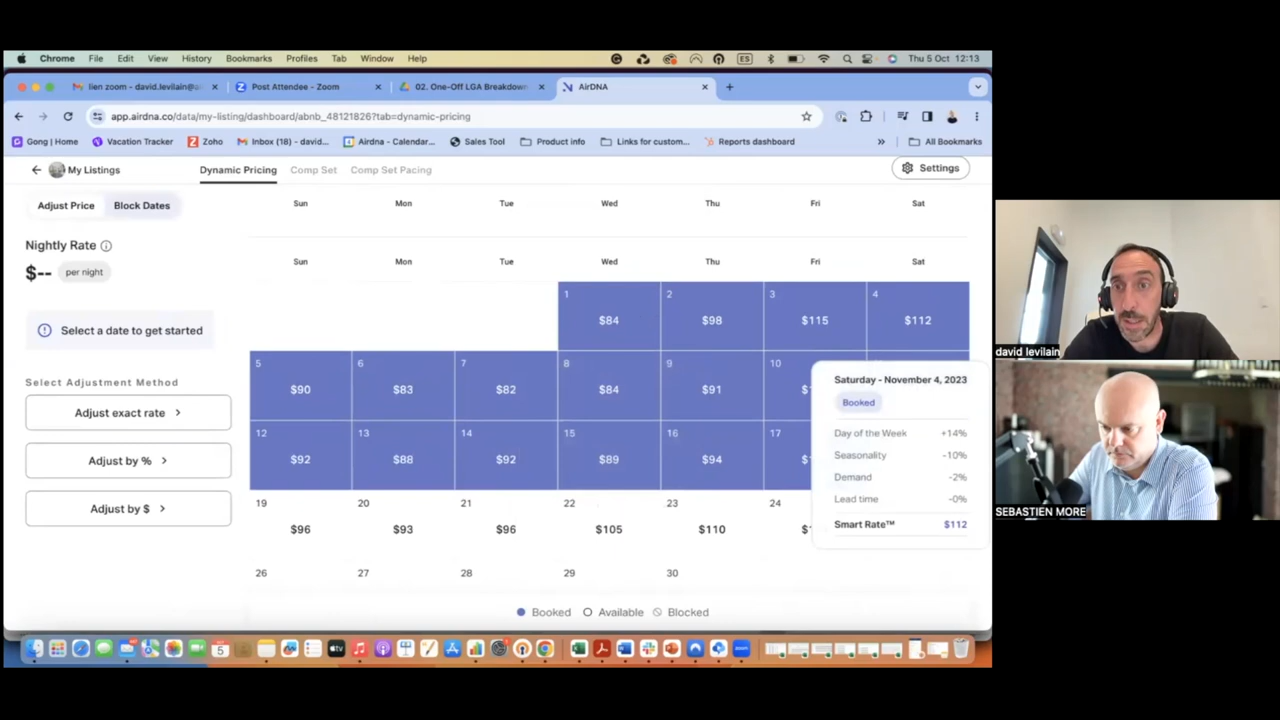 Chrome File Edit View History Bookmarks Profiles Tab Window Help ES Thu 5 Oct 12:13
lien zoom - david.levilain@ai Post Attendee - Zoom 02. One-Off LGA Breakdown AirDNA
app.airdna.co/data/my-listing/dashboard/abnb_48121826?tab=dynamic-pricing
Gong | Home Vacation Tracker Zoho Inbox (18) - david... Airdna - Calendar... Sales Tool Product info Links for custom... Reports dashboard » All Bookmarks
My Listings Dynamic Pricing Comp Set Comp Set Pacing Settings
Adjust Price Block Dates
Sun Mon Tue Wed Thu Fri Sat
Nightly Rate
$-- per night
Sun Mon Tue Wed Thu Fri Sat
1 2 3 4
$84 $98 $115 $112
Select a date to get started
5 6 7 8 9 10
$90 $83 $82 $84 $91
Select Adjustment Method
Adjust exact rate
Adjust by %
Adjust by $
12 13 14 15 16 17
$92 $88 $92 $89 $94
19 20 21 22 23 24
$96 $93 $96 $105 $110
26 27 28 29 30
Saturday - November 4, 2023
Booked
Day of the Week +14%
Seasonality -10%
Demand -2%
Lead time -0%
Smart Rate™ $112
Booked Available Blocked
david levilain
SEBASTIEN MORE